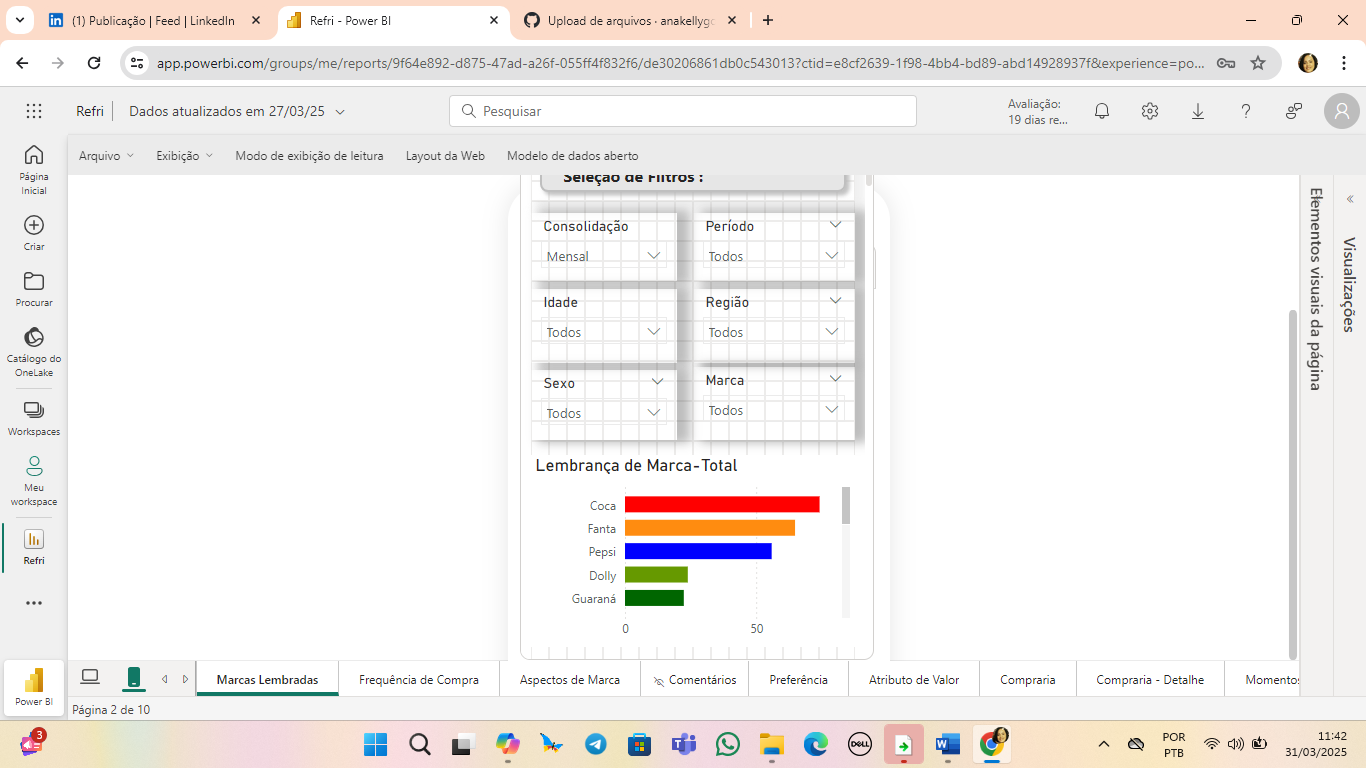 (1) Publicação | Feed | LinkedIn
Refri - Power BI
Upload de arquivos · anakellygo
app.powerbi.com/groups/me/reports/9f64e892-d875-47ad-a26f-055ff4f832f6/de30206861db0c543013?ctid=e8cf2639-1f98-4bb4-bd89-abd14928937f&experience=po...
Refri
Dados atualizados em 27/03/25
Pesquisar
Avaliação:
19 dias re...
Arquivo
Exibição
Modo de exibição de leitura
Layout da Web
Modelo de dados aberto
Página
Inicial
Criar
Procurar
Catálogo do
OneLake
Workspaces
Meu
workspace
Refri
Power BI
Seleção de Filtros :
Consolidação
Mensal
Período
Todos
Idade
Todos
Região
Todos
Sexo
Todos
Marca
Todos
Lembrança de Marca-Total
Coca
Fanta
Pepsi
Dolly
Guaraná
0
50
Elementos visuais da página
Visualizações
Marcas Lembradas
Frequência de Compra
Aspectos de Marca
Comentários
Preferência
Atributo de Valor
Compraria
Compraria - Detalhe
Momentos
Página 2 de 10
3
DELL
POR
PTB
11:42
31/03/2025